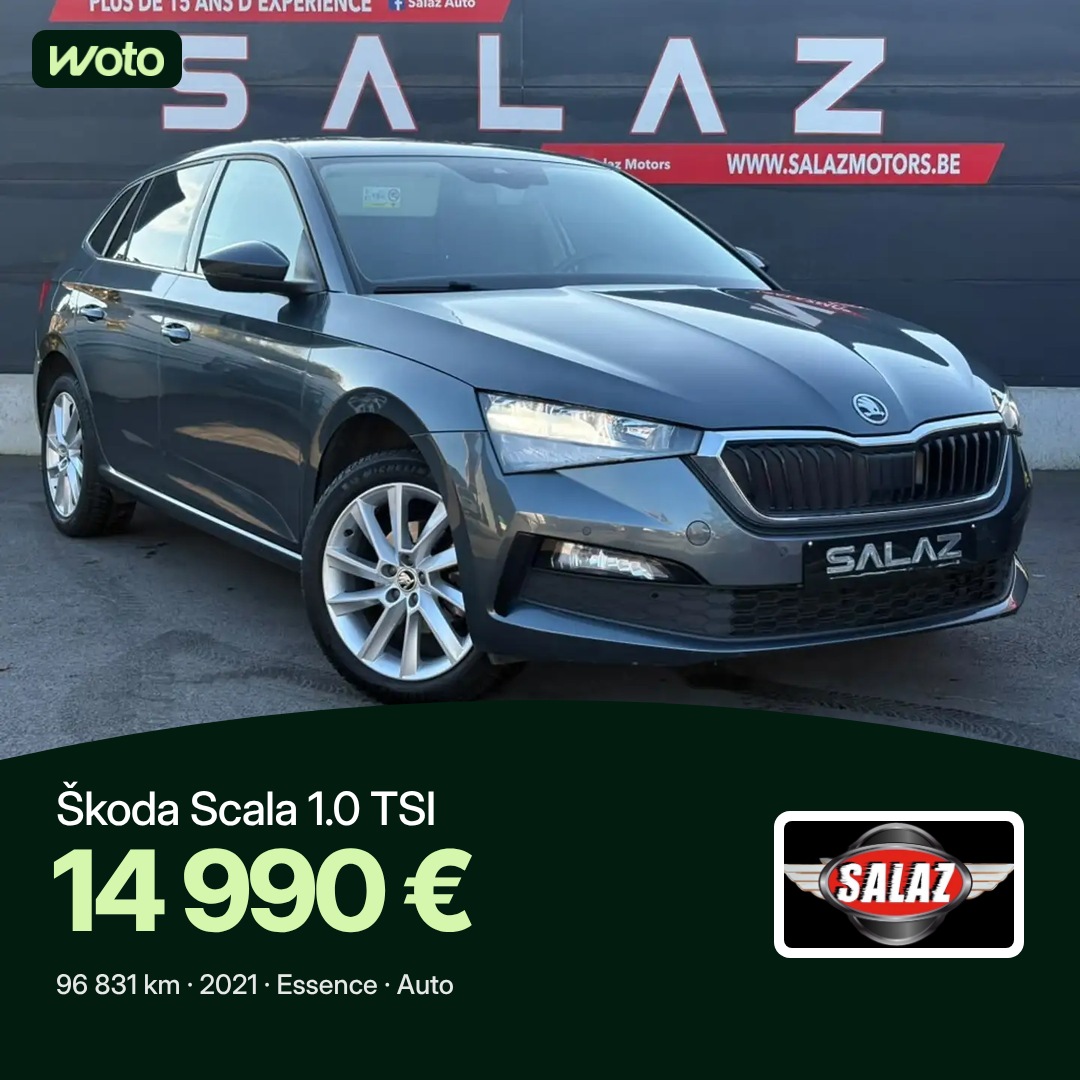 PLUS DE 15 ANS D'EXPÉRIENCE
Salaz Auto
woto
SALAZ
Motors
WWW.SALAZMOTORS.BE
MICHELIN
SALAZ
Škoda Scala 1.0 TSI
14 990 €
SALAZ
96 831 km · 2021 · Essence · Auto